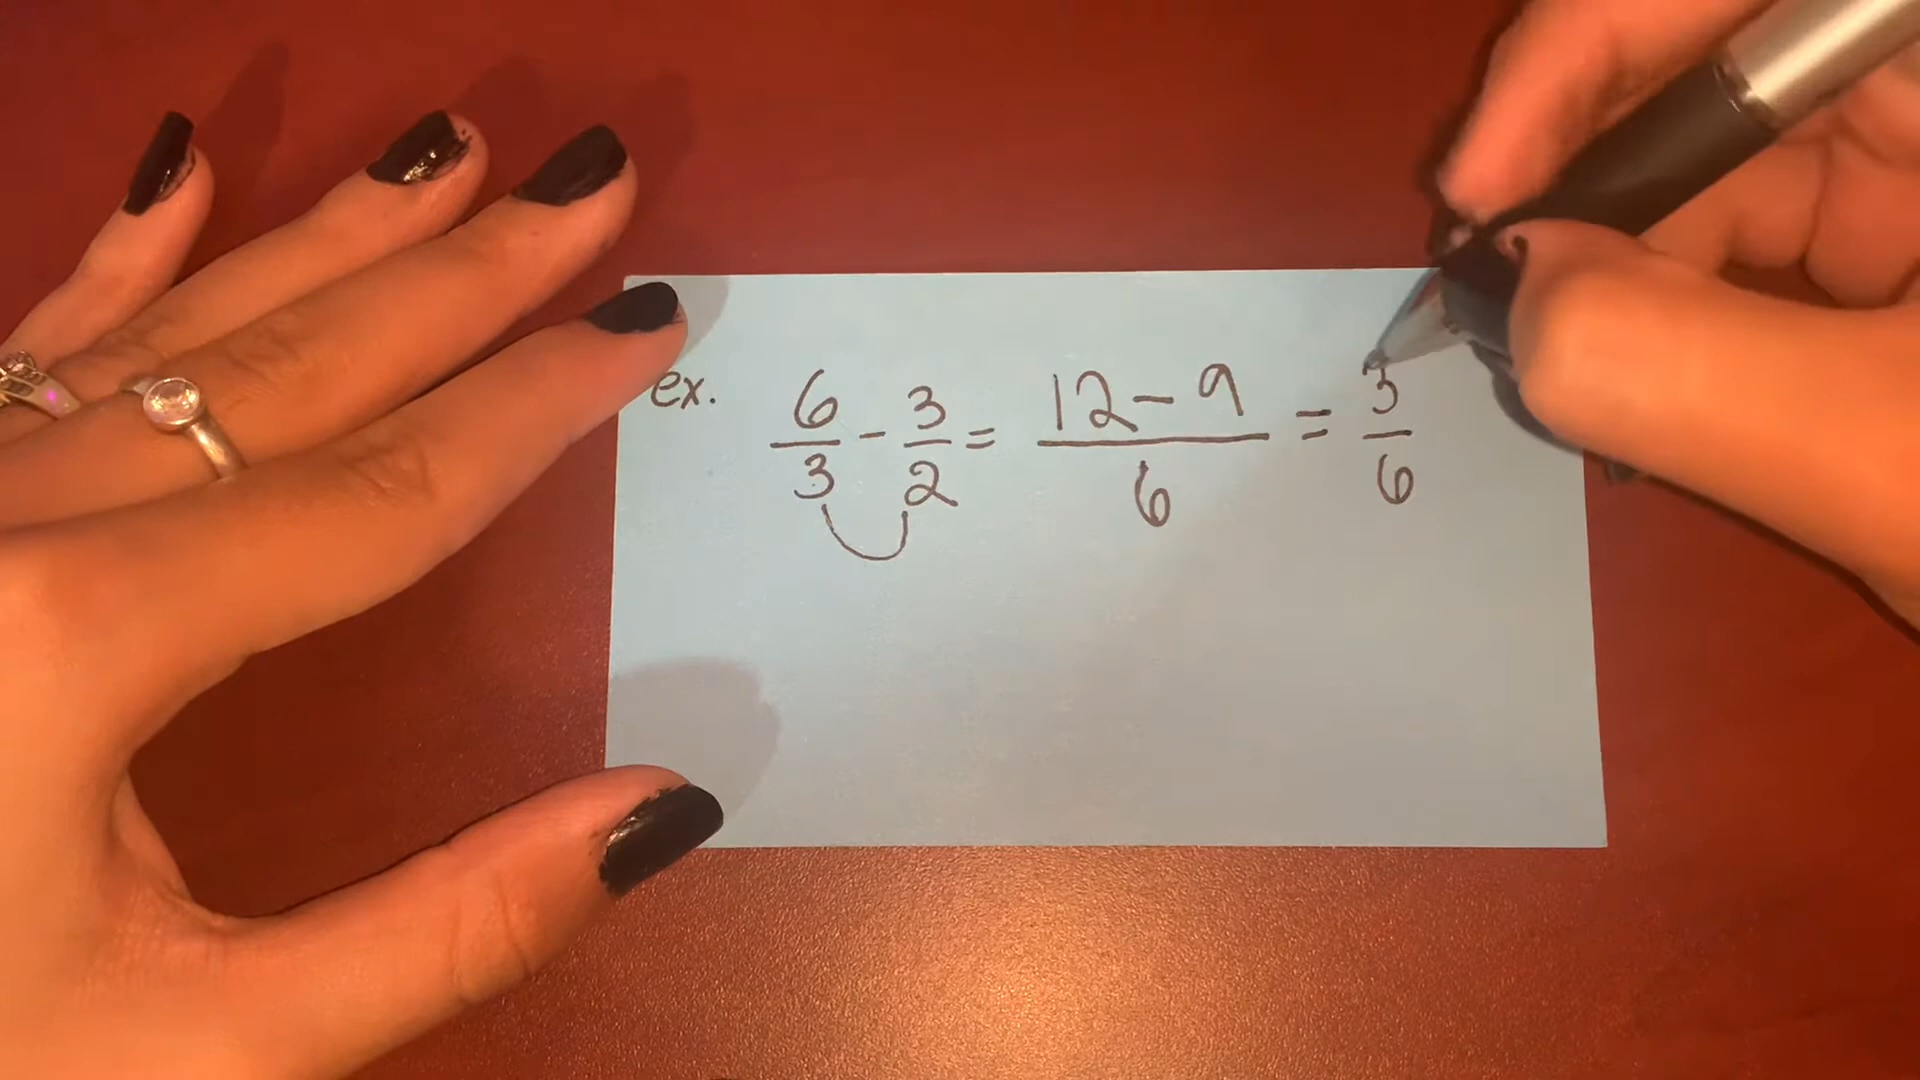 ex. 6/3 - 3/2 = 12-9/6 = 3/6